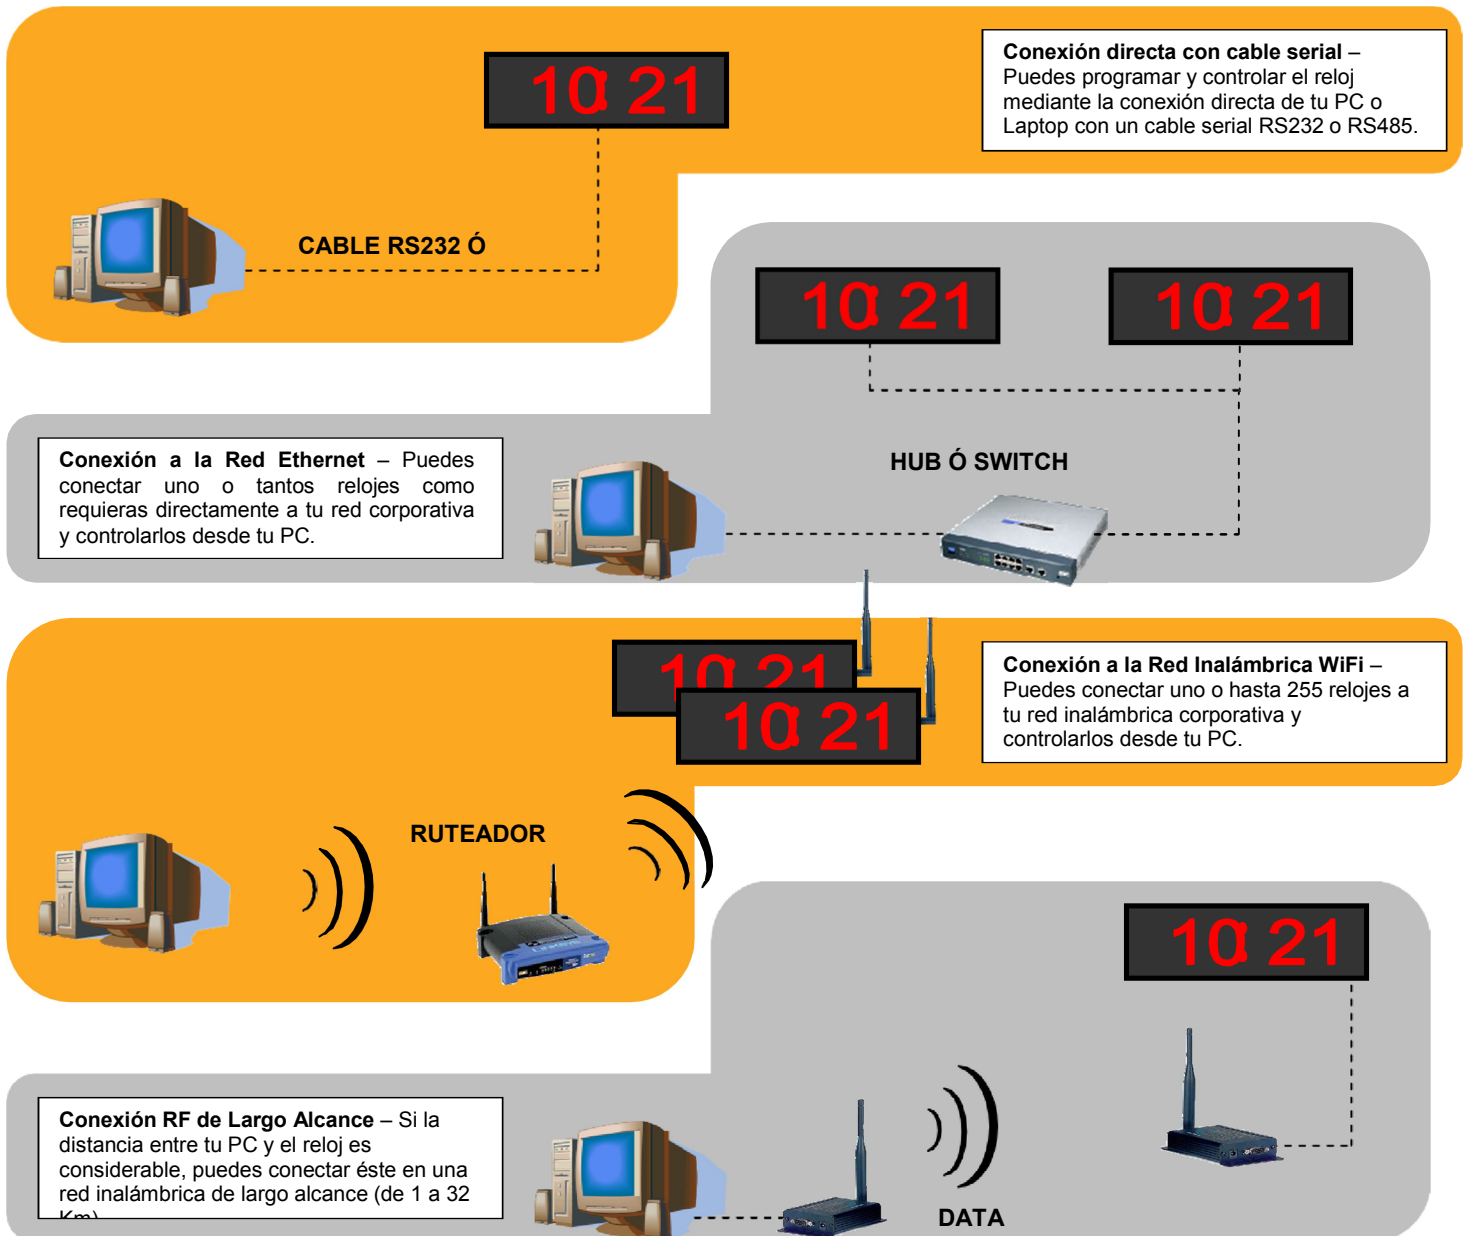 10:21
Conexión directa con cable serial –
Puedes programar y controlar el reloj
mediante la conexión directa de tu PC o
Laptop con un cable serial RS232 o RS485.
CABLE RS232 Ó
10:21
10:21
Conexión a la Red Ethernet – Puedes
conectar uno o tantos relojes como
requieras directamente a tu red corporativa
y controlarlos desde tu PC.
HUB Ó SWITCH
10:21
10:21
Conexión a la Red Inalámbrica WiFi –
Puedes conectar uno o hasta 255 relojes a
tu red inalámbrica corporativa y
controlarlos desde tu PC.
RUTEADOR
10:21
Conexión RF de Largo Alcance – Si la
distancia entre tu PC y el reloj es
considerable, puedes conectar éste en una
red inalámbrica de largo alcance (de 1 a 32
Km)
DATA